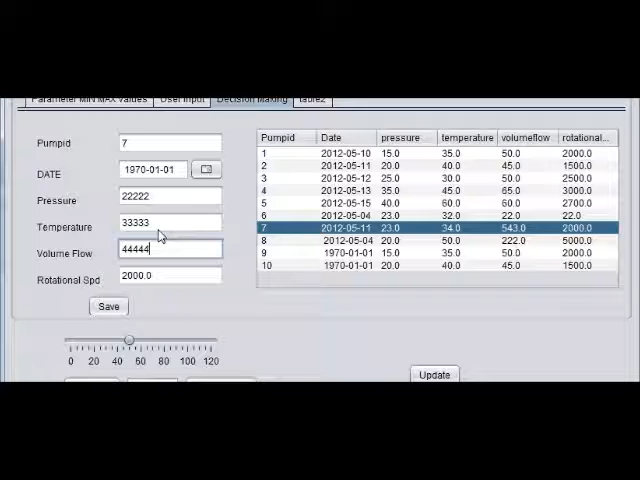 Parameter MIN MAX Values User Input Decision Making table2
Pumpid 7
DATE 1970-01-01
Pressure 22222
Temperature 33333
Volume Flow 44444
Rotational Spd 2000.0
Save
Pumpid Date pressure temperature volumeflow rotational...
1 2012-05-10 15.0 35.0 50.0 2000.0
2 2012-05-11 20.0 40.0 45.0 1500.0
3 2012-05-12 25.0 30.0 50.0 2500.0
4 2012-05-13 35.0 45.0 65.0 3000.0
5 2012-05-15 40.0 60.0 60.0 2700.0
6 2012-05-04 23.0 32.0 22.0 22.0
7 2012-05-11 23.0 34.0 543.0 2000.0
8 2012-05-04 20.0 50.0 222.0 5000.0
9 1970-01-01 15.0 35.0 50.0 2000.0
10 1970-01-01 20.0 40.0 45.0 1500.0
0 20 40 60 80 100 120
Update